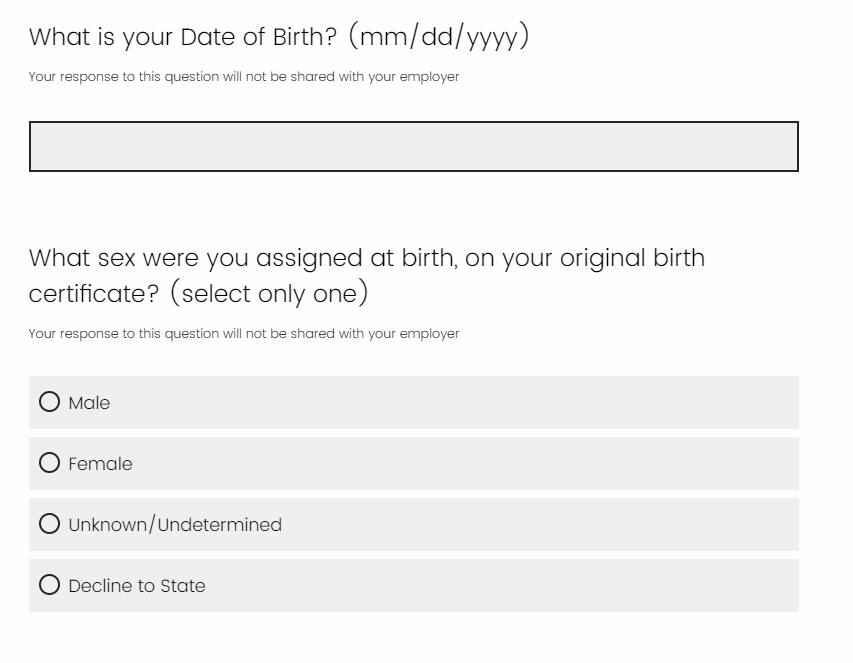 What is your Date of Birth? (mm/dd/yyyy)
Your response to this question will not be shared with your employer
What sex were you assigned at birth, on your original birth
certificate? (select only one)
Your response to this question will not be shared with your employer
Male
Female
Unknown/Undetermined
Decline to State